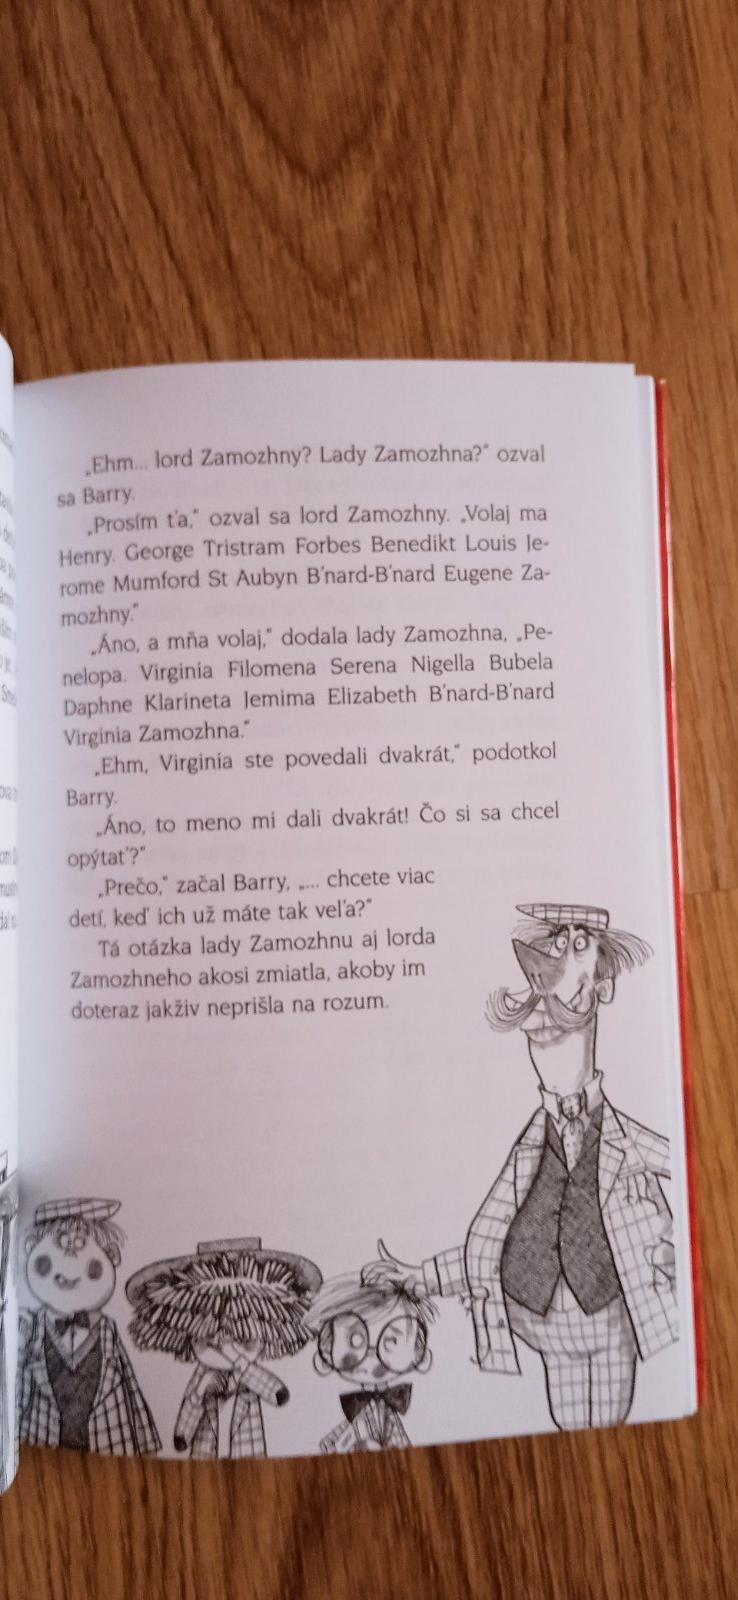 „Ehm... lord Zamozhny? Lady Zamozhna?“ ozval
sa Barry.
„Prosím ťa,“ ozval sa lord Zamozhny. „Volaj ma
Henry. George Tristram Forbes Benedikt Louis Je-
rome Mumford St Aubyn B'nard-B'nard Eugene Za-
mozhny.“
„Áno, a mňa volaj,“ dodala lady Zamozhna, „Pe-
nelopa. Virginia Filomena Serena Nigella Bubela
Daphne Klarineta Jemima Elizabeth B'nard-B'nard
Virginia Zamozhna.“
„Ehm, Virginia ste povedali dvakrát,“ podotkol
Barry.
„Áno, to meno mi dali dvakrát! Čo si sa chcel
opýtať?“
„Prečo,“ začal Barry, „... chcete viac
detí, keď ich už máte tak veľa?“
Tá otázka lady Zamozhnu aj lorda
Zamozhneho akosi zmiatla, akoby im
doteraz jakživ neprišla na rozum.